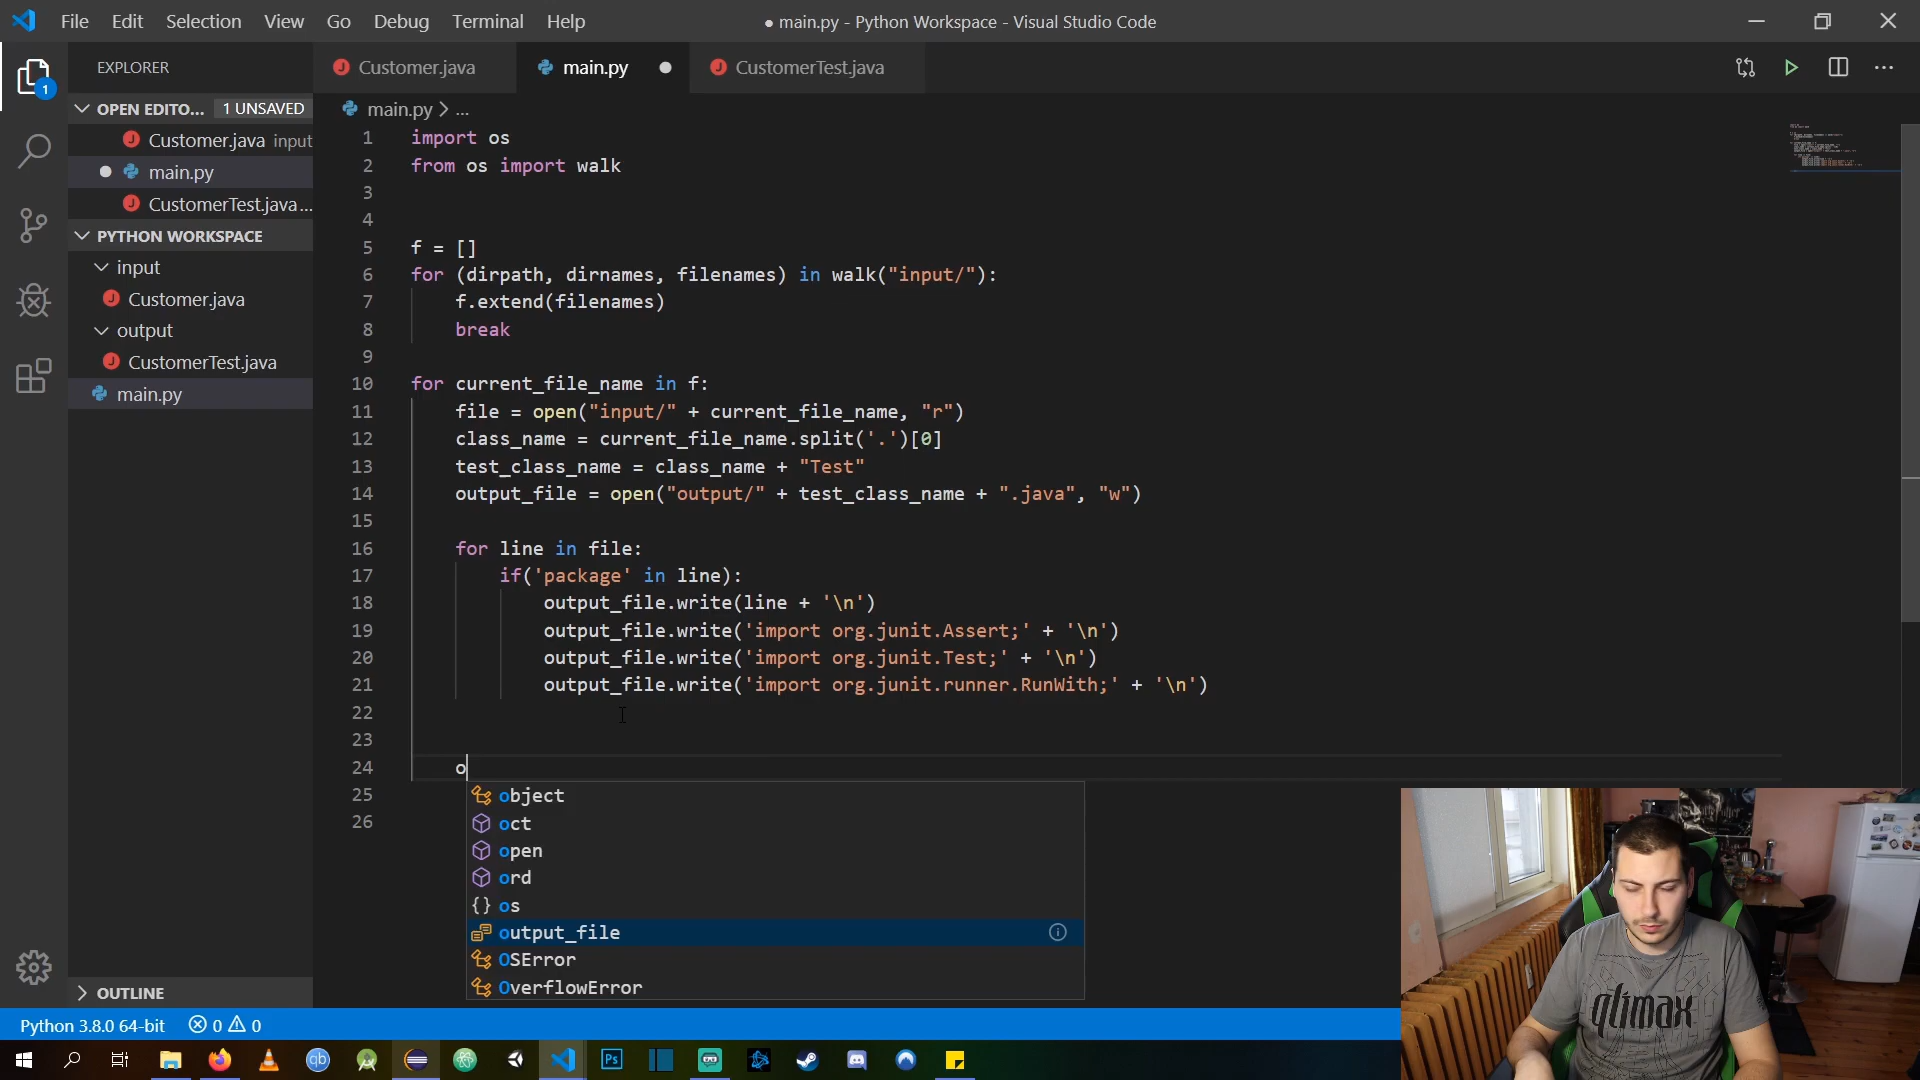 File Edit Selection View Go Debug Terminal Help
● main.py - Python Workspace - Visual Studio Code
EXPLORER
Customer.java
main.py
CustomerTest.java
OPEN EDITO... 1 UNSAVED
main.py > ...
Customer.java input
main.py
CustomerTest.java...
PYTHON WORKSPACE
input
Customer.java
output
CustomerTest.java
main.py
1 import os
2 from os import walk
3
4
5 f = []
6 for (dirpath, dirnames, filenames) in walk("input/"):
7 f.extend(filenames)
8 break
9
10 for current_file_name in f:
11 file = open("input/" + current_file_name, "r")
12 class_name = current_file_name.split('.')[0]
13 test_class_name = class_name + "Test"
14 output_file = open("output/" + test_class_name + ".java", "w")
15
16 for line in file:
17 if('package' in line):
18 output_file.write(line + '\n')
19 output_file.write('import org.junit.Assert;' + '\n')
20 output_file.write('import org.junit.Test;' + '\n')
21 output_file.write('import org.junit.runner.RunWith;' + '\n')
22
23
24 o
25
26
object
oct
open
ord
{} os
output_file
OSError
OverflowError
OUTLINE
Python 3.8.0 64-bit 0 0
1
qb
Ps
qlimax